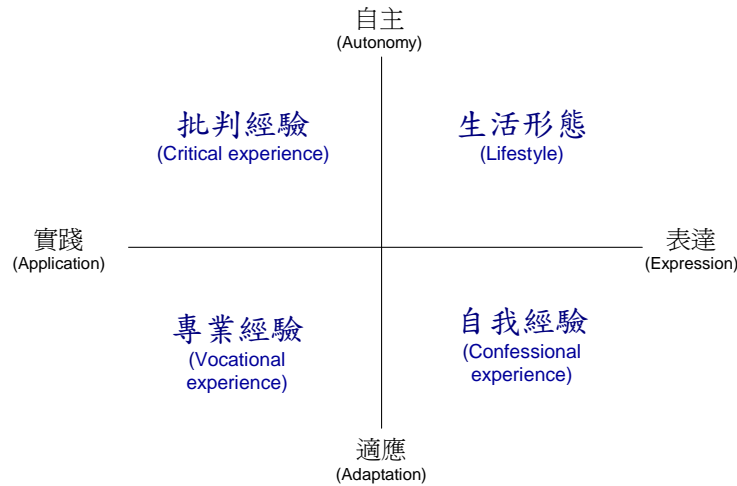 自主
(Autonomy)
批判經驗
(Critical experience)
生活形態
(Lifestyle)
實踐
(Application)
表達
(Expression)
專業經驗
(Vocational
experience)
自我經驗
(Confessional
experience)
適應
(Adaptation)